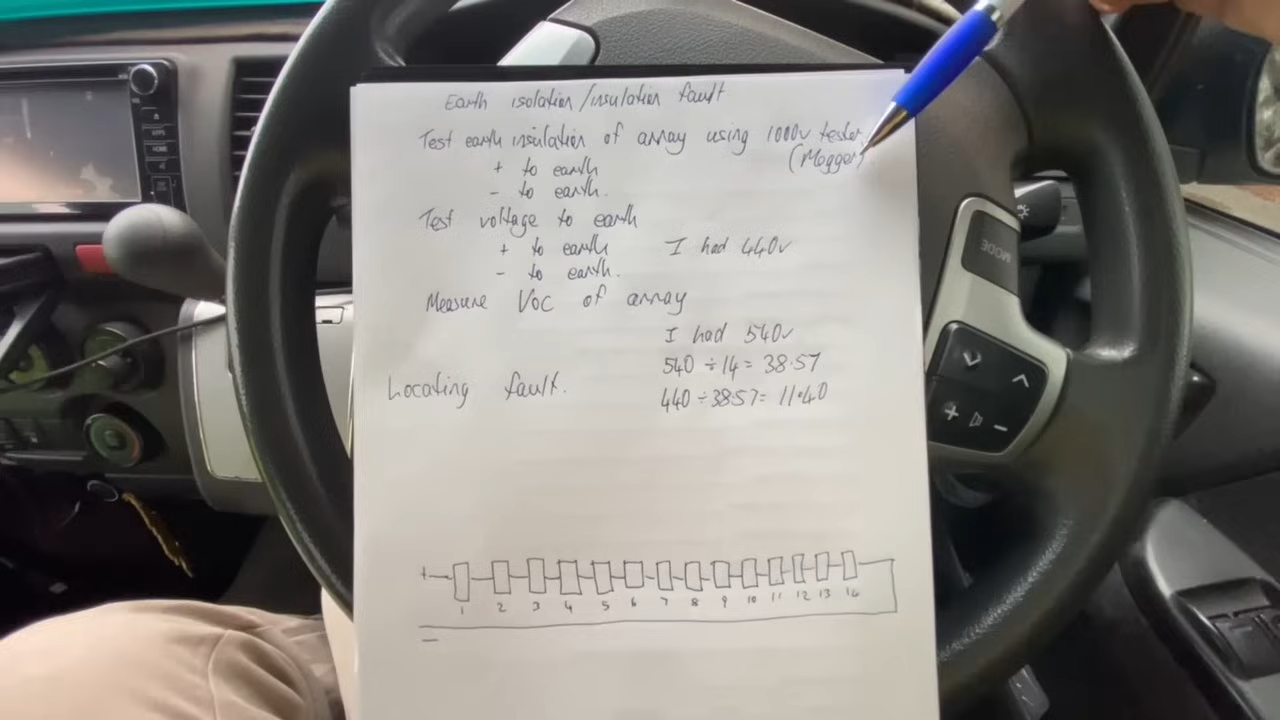 Earth isolation/insulation fault
Test earth insulation of array using 1000v tester
(Megger)
+ to earth
- to earth.
Test voltage to earth
+ to earth I had 440v
- to earth.
Measure Voc of array
I had 540v
540 ÷ 14 = 38.57
Locating fault.
440 ÷ 38.57 = 11.40
+
1 2 3 4 5 6 7 8 9 10 11 12 13 14
-
MODE
+ -